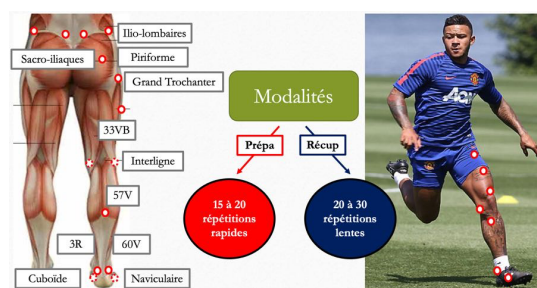 Ilio-lombaires
Piriforme
Sacro-iliaques
Grand Trochanter
33VB
Interligne
57V
3R
60V
Cuboïde
Naviculaire
Modalités
Prépa
Récup
15 à 20
répétitions
rapides
20 à 30
répétitions
lentes
AON